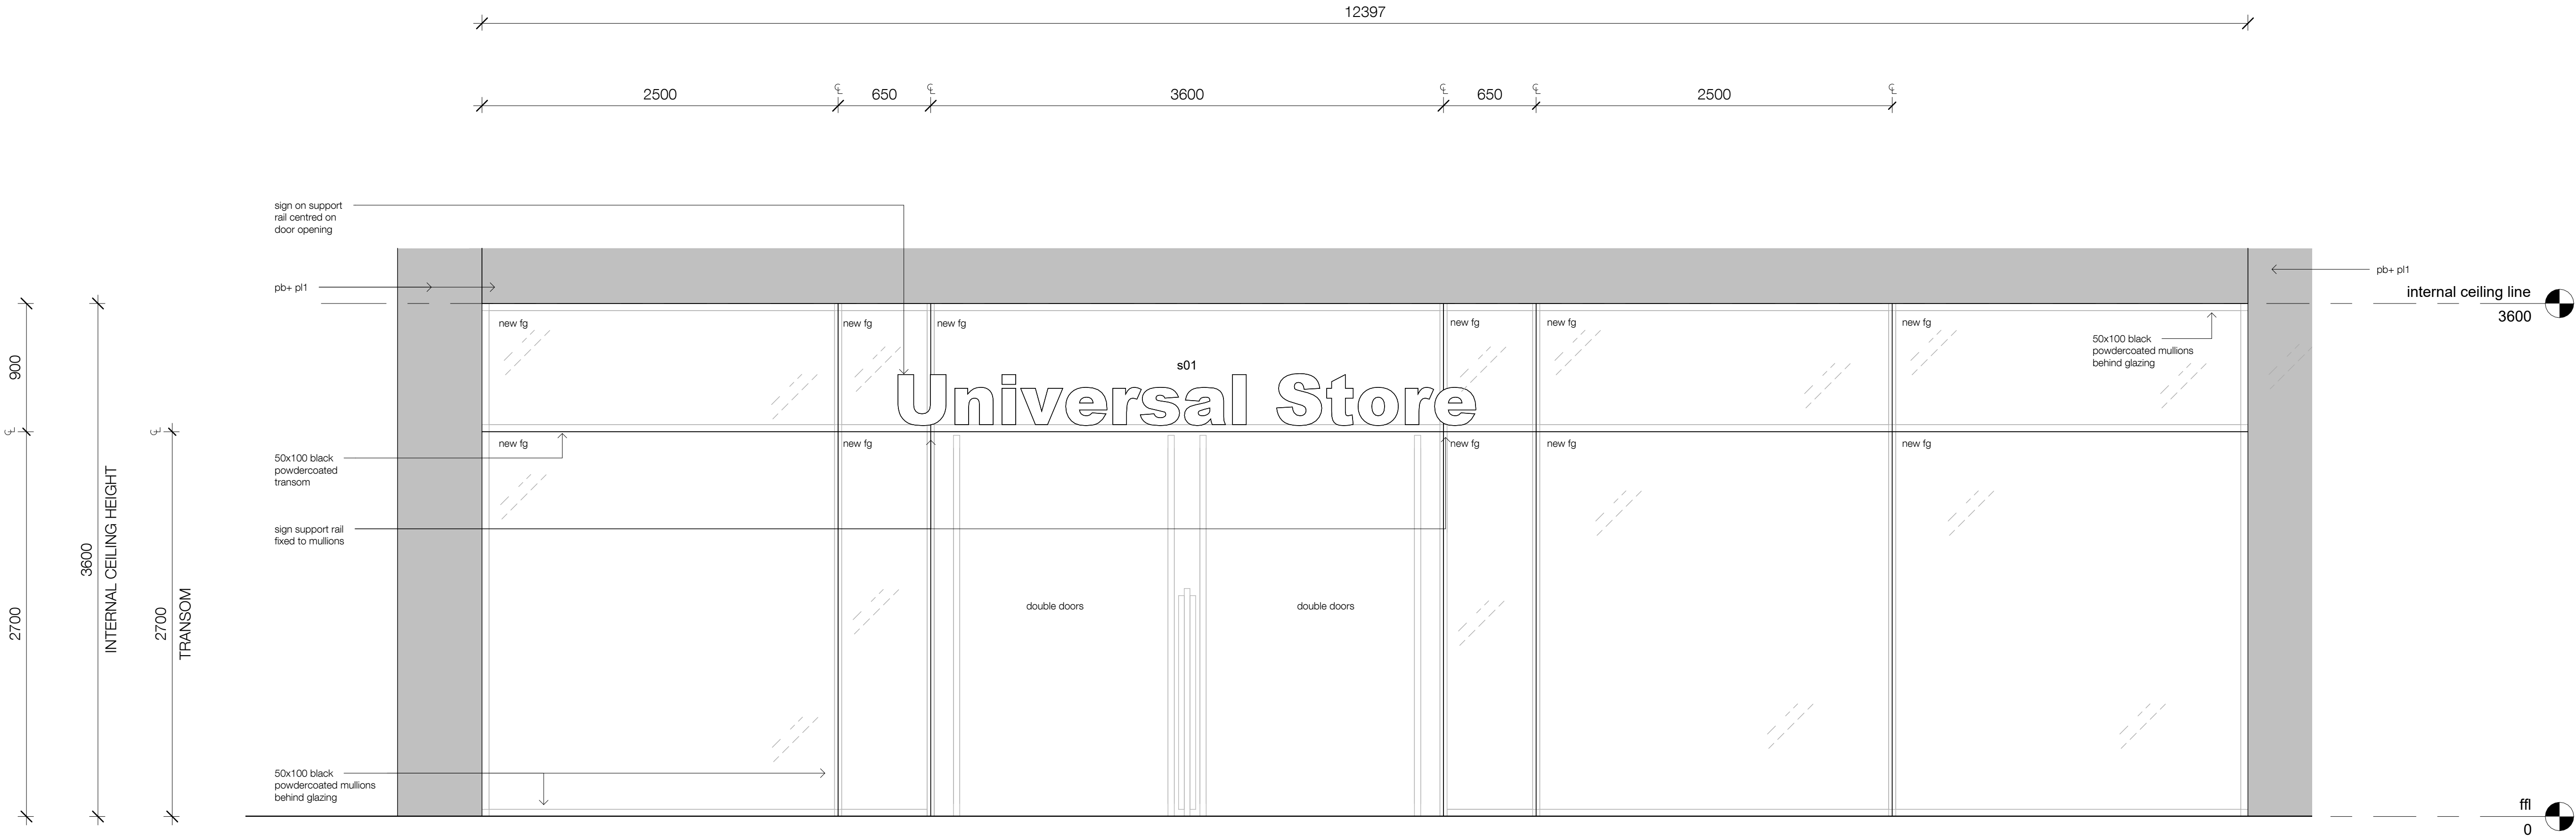 12397
℄ ℄ ℄ ℄ ℄
2500 650 3600 650 2500
sign on support
rail centred on
door opening
pb+ pl1
pb+ pl1
internal ceiling line
3600
new fg new fg new fg new fg new fg new fg
50x100 black
powdercoated mullions
behind glazing
s01
Universal Store
900
℄ ℄
new fg new fg new fg new fg new fg
50x100 black
powdercoated
transom
sign support rail
fixed to mullions
3600
INTERNAL CEILING HEIGHT
2700
2700
TRANSOM
double doors double doors
50x100 black
powdercoated mullions
behind glazing
ffl
0